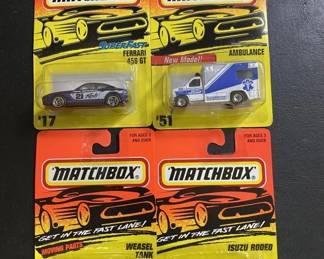 SUPERFAST
FERRARI
456 GT
21
#17
AMBULANCE
New Model!
#51
FOR AGES 3
AND OVER
MATCHBOX
GET IN THE FAST LANE!
MOVING PARTS
WEASEL
TANK
FOR AGES 3
AND OVER
MATCHBOX
GET IN THE FAST LANE!
ISUZU RODEO